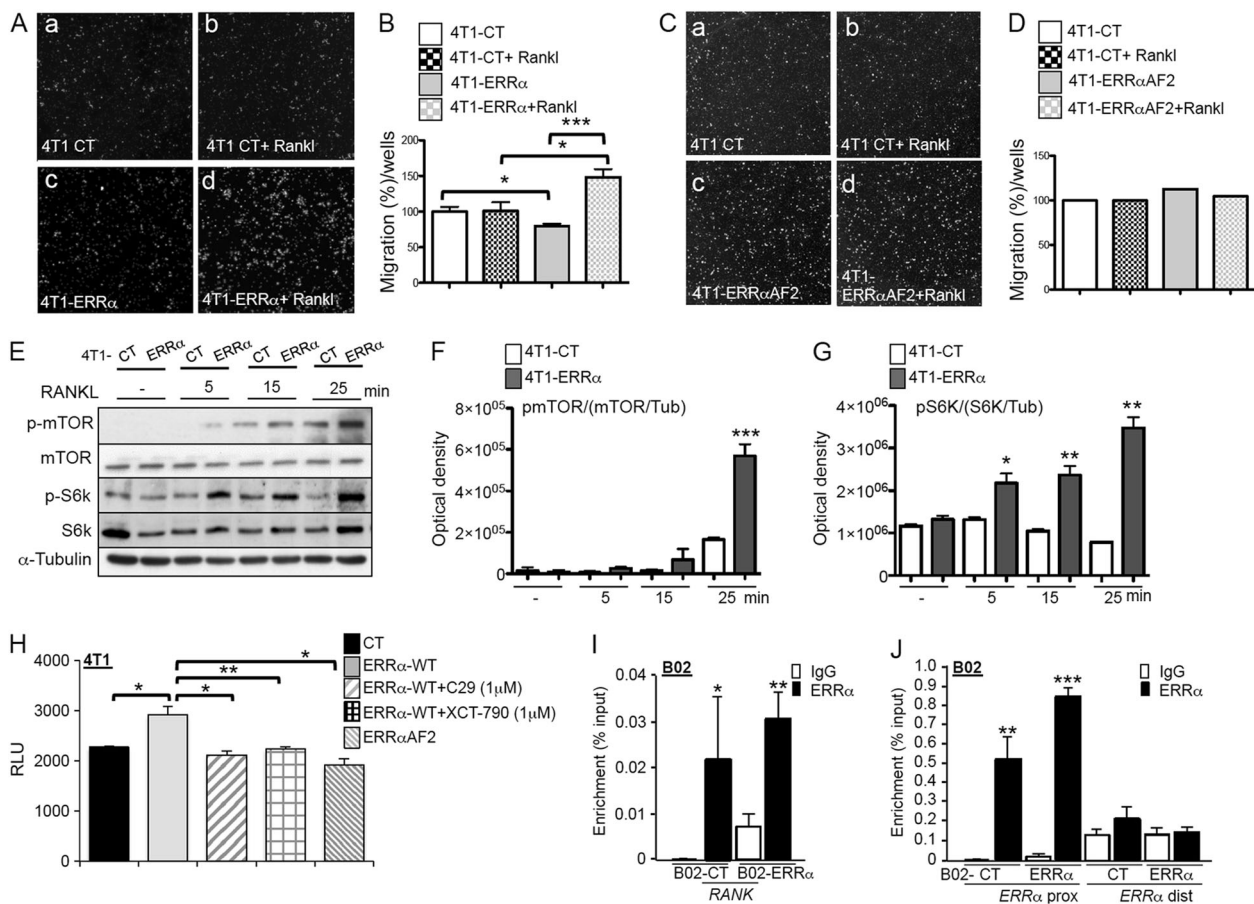 A
a
4T1 CT
b
4T1 CT+ Rankl
c
4T1-ERRα
d
4T1-ERRα+ Rankl
B
4T1-CT
4T1-CT+ Rankl
4T1-ERRα
4T1-ERRα+Rankl
***
*
*
Migration (%)/wells
150
100
50
0
C
a
4T1 CT
b
4T1 CT+ Rankl
c
4T1-ERRαAF2
d
4T1-
ERRαAF2+Rankl
D
4T1-CT
4T1-CT+ Rankl
4T1-ERRαAF2
4T1-ERRαAF2+Rankl
Migration (%)/wells
150
100
50
0
E
4T1- CT ERRα CT ERRα CT ERRα CT ERRα
RANKL - 5 15 25 min
p-mTOR
mTOR
p-S6k
S6k
α-Tubulin
F
4T1-CT
4T1-ERRα
pmTOR/(mTOR/Tub)
Optical density
8×10⁰⁵
6×10⁰⁵
4×10⁰⁵
2×10⁰⁵
0
***
- 5 15 25 min
G
4T1-CT
4T1-ERRα
pS6K/(S6K/Tub)
Optical density
4×10⁰⁶
3×10⁰⁶
2×10⁰⁶
1×10⁰⁶
0
* ** **
- 5 15 25 min
H
4T1
RLU
4000
3000
2000
1000
0
* * ** *
CT
ERRα-WT
ERRα-WT+C29 (1μM)
ERRα-WT+XCT-790 (1μM)
ERRαAF2
I
B02
IgG
ERRα
Enrichment (% input)
0.04
0.03
0.02
0.01
0
* **
B02-CT B02-ERRα
RANK
J
B02
IgG
ERRα
Enrichment (% input)
1.0
0.9
0.8
0.7
0.6
0.5
0.4
0.3
0.2
0.1
0
** ***
B02- CT ERRα CT ERRα
ERRα prox ERRα dist